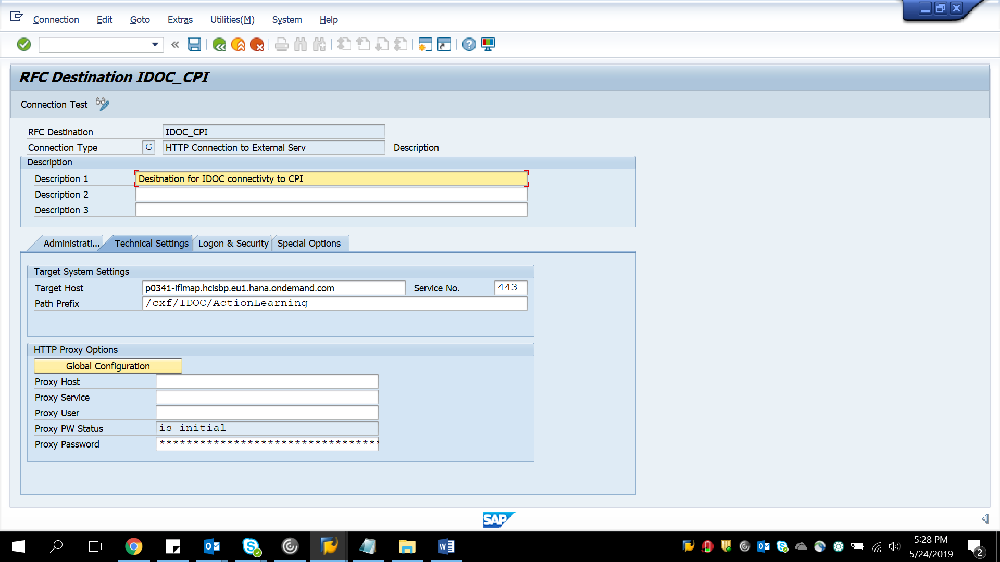 Connection Edit Goto Extras Utilities(M) System Help
RFC Destination IDOC_CPI
Connection Test
RFC Destination IDOC_CPI
Connection Type G HTTP Connection to External Serv Description
Description
Description 1 Desitnation for IDOC connectivty to CPI
Description 2
Description 3
Administrati... Technical Settings Logon & Security Special Options
Target System Settings
Target Host p0341-iflmap.hcisbp.eu1.hana.ondemand.com Service No. 443
Path Prefix /cxf/IDOC/ActionLearning
HTTP Proxy Options
Global Configuration
Proxy Host
Proxy Service
Proxy User
Proxy PW Status is initial
Proxy Password *********************************
SAP
5:28 PM
5/24/2019
2